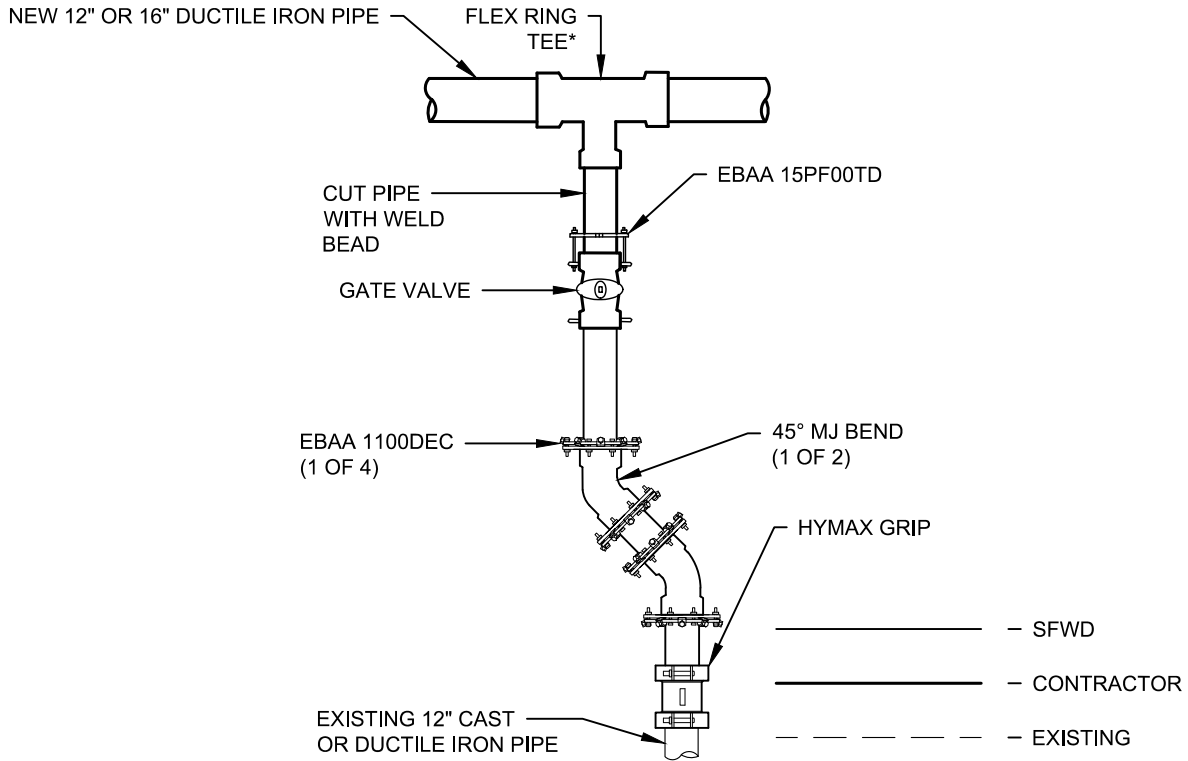 NEW 12" OR 16" DUCTILE IRON PIPE
FLEX RING
TEE*
CUT PIPE
WITH WELD
BEAD
EBAA 15PF00TD
GATE VALVE
EBAA 1100DEC
(1 OF 4)
45° MJ BEND
(1 OF 2)
HYMAX GRIP
EXISTING 12" CAST
OR DUCTILE IRON PIPE
– SFWD
– CONTRACTOR
– EXISTING